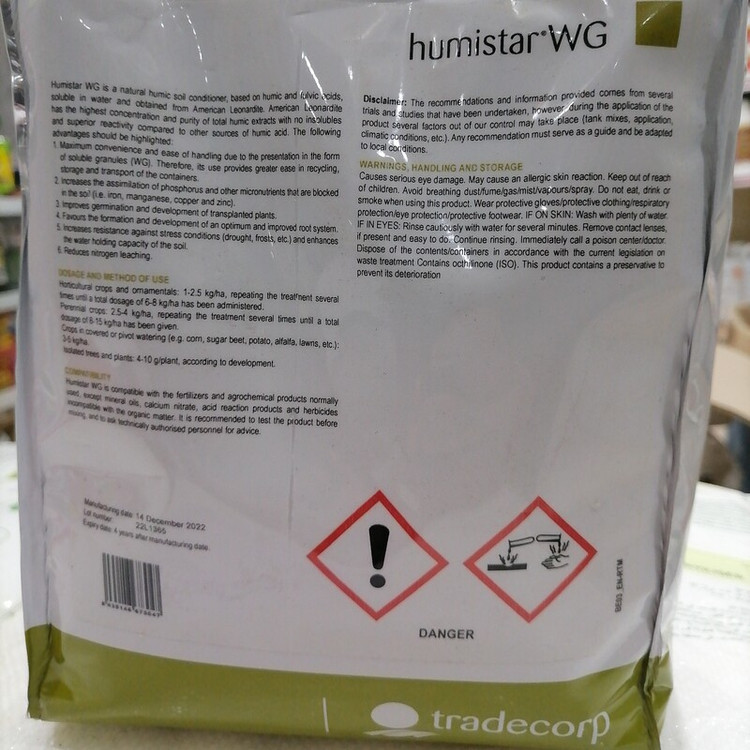 humistar®WG
Humistar WG is a natural humic soil conditioner, based on humic and fulvic acids,
soluble in water and obtained from American Leonardite. American Leonardite
has the highest concentration and purity of total humic extracts with no insolubles
and superior reactivity compared to other sources of humic acid. The following
advantages should be highlighted:
1. Maximum convenience and ease of handling due to the presentation in the form
of soluble granules (WG). Therefore, its use provides greater ease in recycling,
storage and transport of the containers.
2. Increases the assimilation of phosphorus and other micronutrients that are blocked
in the soil (i.e. iron, manganese, copper and zinc).
3. Improves germination and development of transplanted plants.
4. Favours the formation and development of an optimum and improved root system.
5. Increases resistance against stress conditions (drought, frosts, etc.) and enhances
the water holding capacity of the soil.
6. Reduces nitrogen leaching.
DOSAGE AND METHOD OF USE
Horticultural crops and ornamentals: 1-2.5 kg/ha, repeating the treatment several
times until a total dosage of 6-8 kg/ha has been administered.
Perennial crops: 2.5-4 kg/ha, repeating the treatment several times until a total
dosage of 8-15 kg/ha has been given.
Crops in covered or pivot watering (e.g. corn, sugar beet, potato, alfalfa, lawns, etc.):
3-5 kg/ha.
Isolated trees and plants: 4-10 g/plant, according to development.
COMPATIBILITY
Humistar WG is compatible with the fertilizers and agrochemical products normally
used, except mineral oils, calcium nitrate, acid reaction products and herbicides
incompatible with the organic matter. It is recommended to test the product before
mixing, and to ask technically authorised personnel for advice.
Disclaimer: The recommendations and information provided comes from several
trials and studies that have been undertaken, however, during the application of the
product several factors out of our control may take place (tank mixes, application,
climatic conditions, etc.). Any recommendation must serve as a guide and be adapted
to local conditions.
WARNINGS, HANDLING AND STORAGE
Causes serious eye damage. May cause an allergic skin reaction. Keep out of reach
of children. Avoid breathing dust/fume/gas/mist/vapours/spray. Do not eat, drink or
smoke when using this product. Wear protective gloves/protective clothing/respiratory
protection/eye protection/protective footwear. IF ON SKIN: Wash with plenty of water.
IF IN EYES: Rinse cautiously with water for several minutes. Remove contact lenses,
if present and easy to do. Continue rinsing. Immediately call a poison center/doctor.
Dispose of the contents/containers in accordance with the current legislation on
waste treatment Contains octhilinone (ISO). This product contains a preservative to
prevent its deterioration
Manufacturing date: 14 December 2022
Lot number: 22L1366
Expiry date: 4 years after manufacturing date
DANGER
BE03_EN-RTM
tradecorp